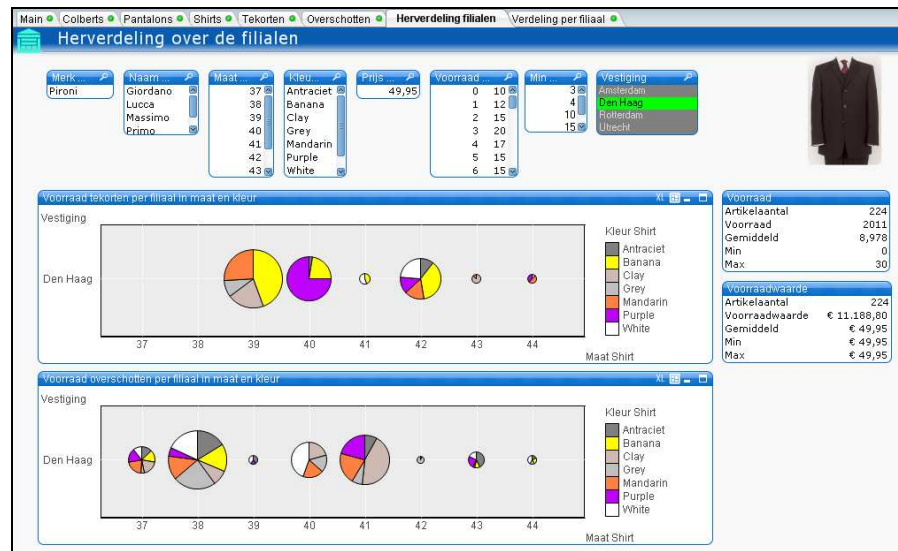 Main Colberts Pantalons Shirts Tekorten Overschotten Herverdeling filialen Verdeling per filiaal
Herverdeling over de filialen
Merk ... Naam ... Maat ... Kleu... Prijs ... Voorraad ... Min ... Vestiging
Pironi Giordano 37 Antraciet 49,95 0 10 3 Amsterdam
Lucca 38 Banana 1 12 4 Den Haag
Massimo 39 Clay 2 15 10 Rotterdam
Primo 40 Grey 3 20 15 Utrecht
41 Mandarin 4 17
42 Purple 5 15
43 White 6 15
Voorraad tekorten per filiaal in maat en kleur XL
Vestiging
Den Haag
37 38 39 40 41 42 43 44
Maat Shirt
Kleur Shirt
Antraciet
Banana
Clay
Grey
Mandarin
Purple
White
Voorraad
Artikelaantal 224
Voorraad 2011
Gemiddeld 8,978
Min 0
Max 30
Voorraadwaarde
Artikelaantal 224
Voorraadwaarde € 11.188,80
Gemiddeld € 49,95
Min € 49,95
Max € 49,95
Voorraad overschotten per filiaal in maat en kleur XL
Vestiging
Den Haag
37 38 39 40 41 42 43 44
Maat Shirt
Kleur Shirt
Antraciet
Banana
Clay
Grey
Mandarin
Purple
White